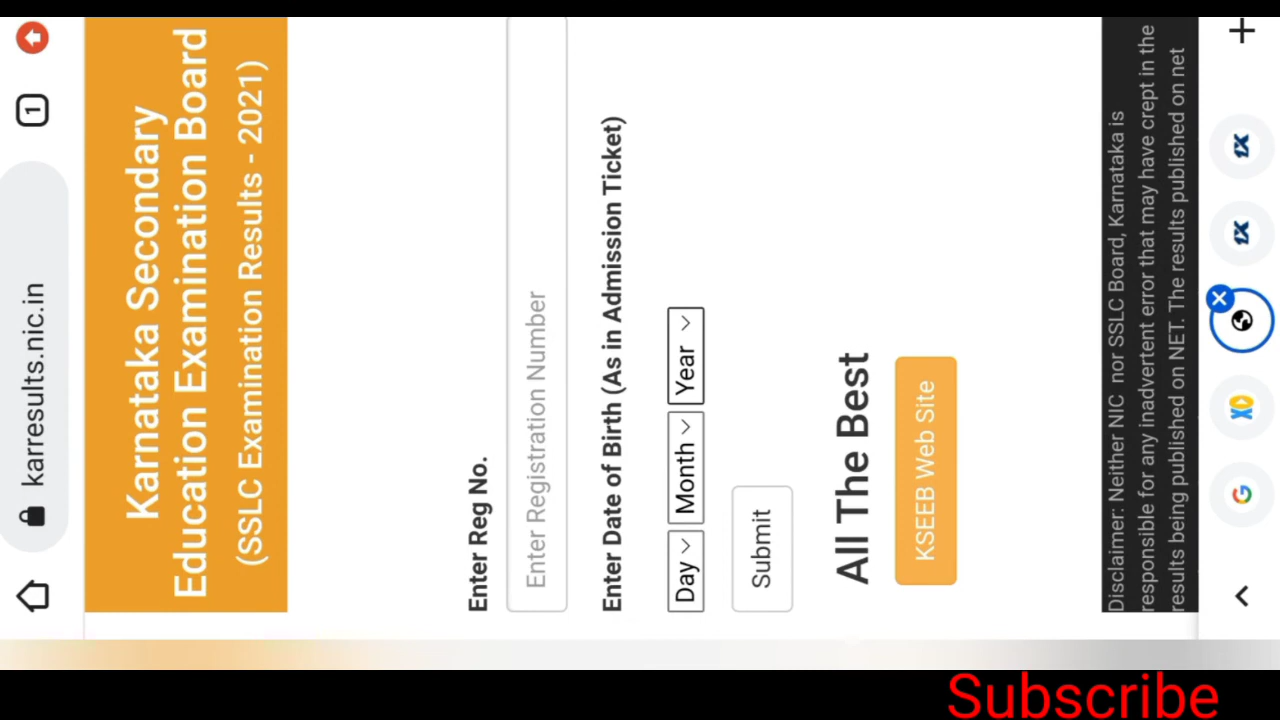 karresults.nic.in
1
Karnataka Secondary
Education Examination Board
(SSLC Examination Results - 2021)
Enter Reg No.
Enter Registration Number
Enter Date of Birth (As in Admission Ticket)
Day Month Year
Submit
All The Best
KSEEB Web Site
Disclaimer: Neither NIC nor SSLC Board, Karnataka is
responsible for any inadvertent error that may have crept in the
results being published on NET. The results published on net
Subscribe